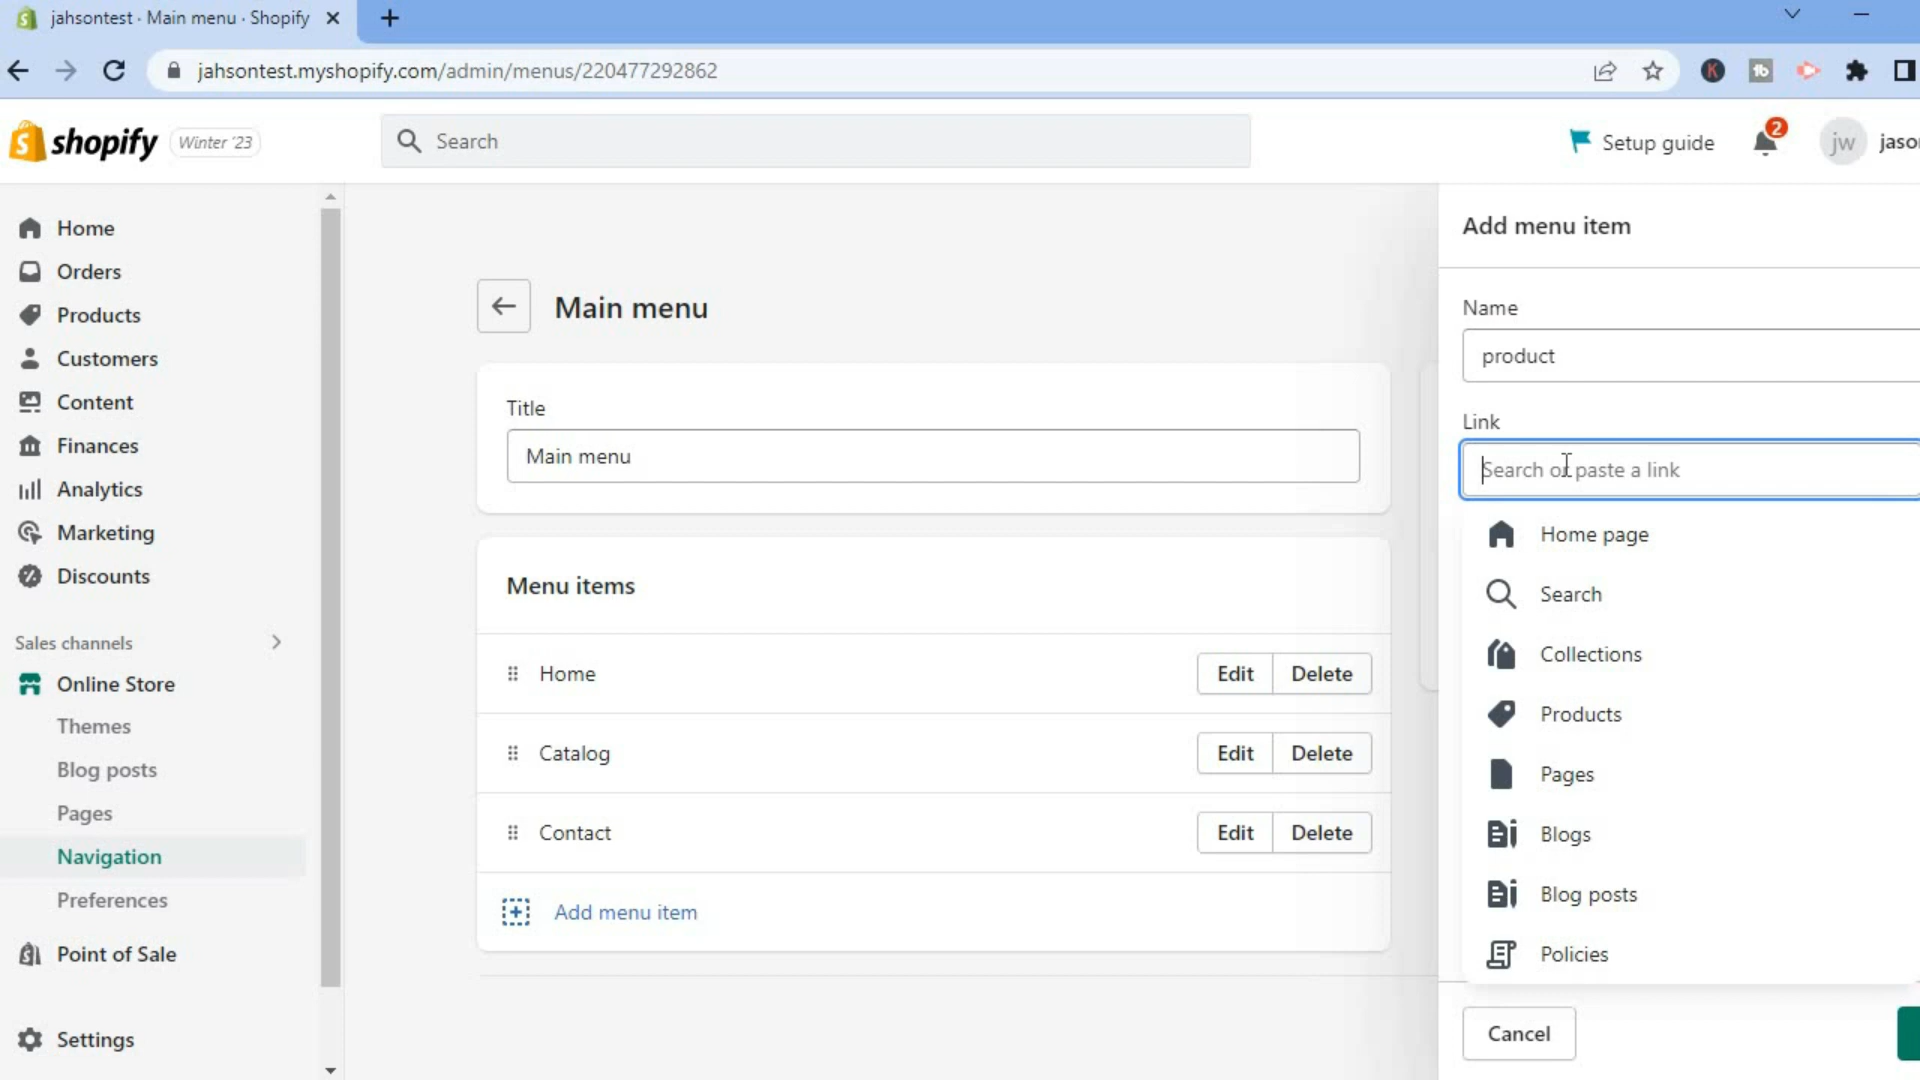 jahsontest · Main menu · Shopify
jahsontest.myshopify.com/admin/menus/220477292862
shopify
Winter '23
Search
Setup guide
2
jw
jaso
Home
Orders
Products
Customers
Content
Finances
Analytics
Marketing
Discounts
Sales channels
Online Store
Themes
Blog posts
Pages
Navigation
Preferences
Point of Sale
Settings
Main menu
Title
Main menu
Menu items
Home
Edit
Delete
Catalog
Edit
Delete
Contact
Edit
Delete
Add menu item
Add menu item
Name
product
Link
Search or paste a link
Home page
Search
Collections
Products
Pages
Blogs
Blog posts
Policies
Cancel